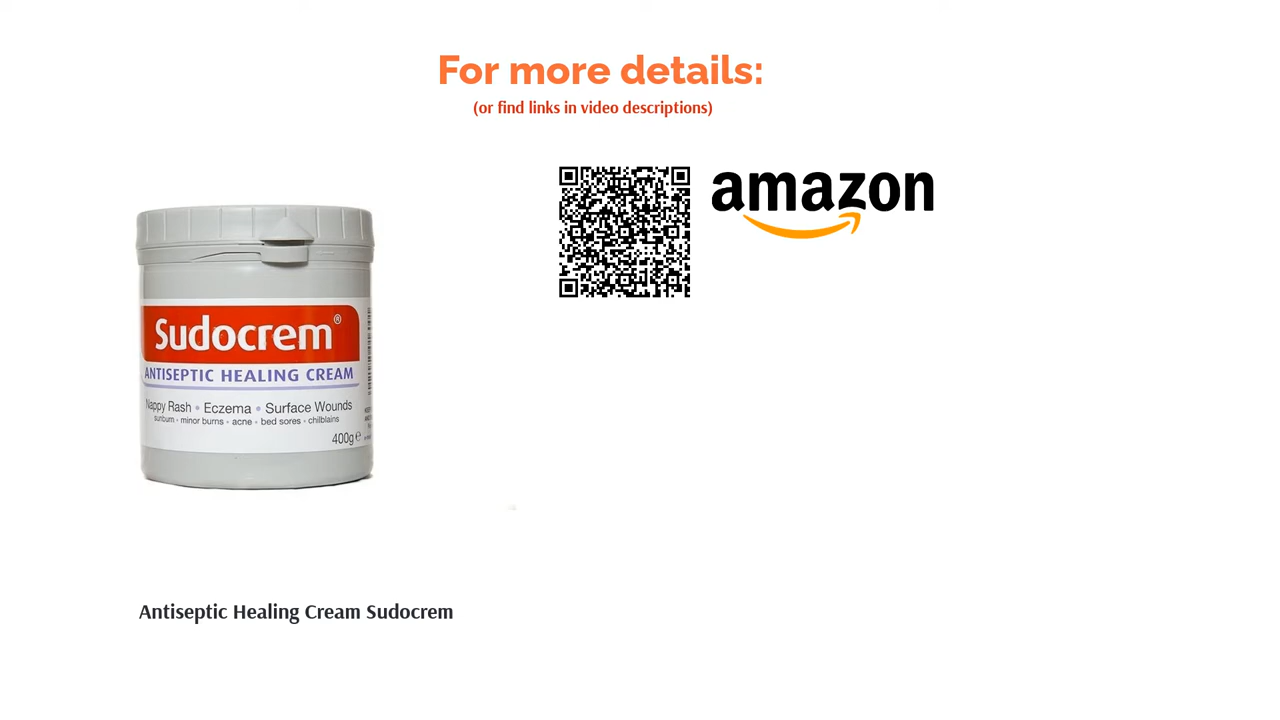 For more details:
(or find links in video descriptions)
amazon
Sudocrem®
ANTISEPTIC HEALING CREAM
Nappy Rash • Eczema • Surface Wounds
sunburn • minor burns • acne • bed sores • chilblains
400g ℮
Antiseptic Healing Cream Sudocrem